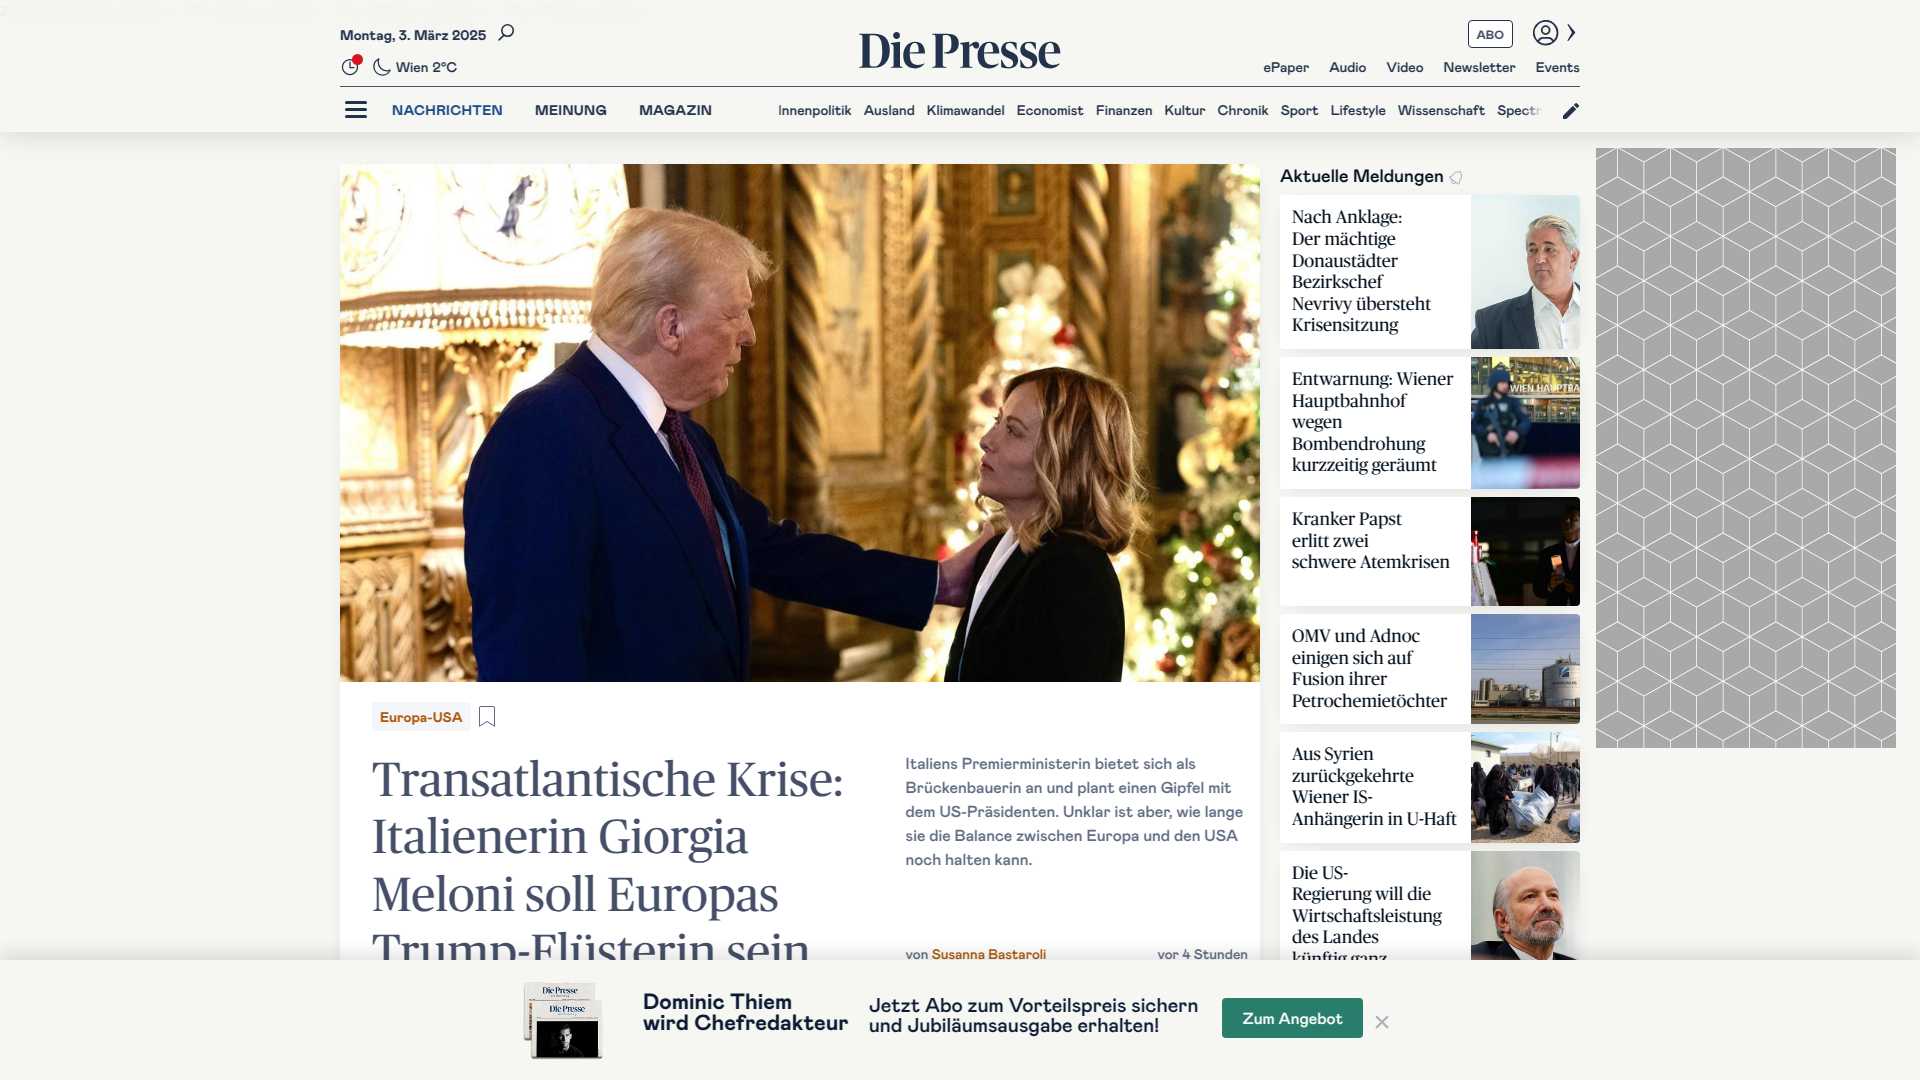 Montag, 3. März 2025
Wien 2°C
Die Presse
ABO
ePaper Audio Video Newsletter Events
NACHRICHTEN MEINUNG MAGAZIN
Innenpolitik Ausland Klimawandel Economist Finanzen Kultur Chronik Sport Lifestyle Wissenschaft Spectr
Europa-USA
Transatlantische Krise:
Italienerin Giorgia
Meloni soll Europas
Trump-Flüsterin sein
Italiens Premierministerin bietet sich als
Brückenbauerin an und plant einen Gipfel mit
dem US-Präsidenten. Unklar ist aber, wie lange
sie die Balance zwischen Europa und den USA
noch halten kann.
von Susanna Bastaroli vor 4 Stunden
Aktuelle Meldungen
Nach Anklage:
Der mächtige
Donaustädter
Bezirkschef
Nevrivy übersteht
Krisensitzung
Entwarnung: Wiener
Hauptbahnhof
wegen
Bombendrohung
kurzzeitig geräumt
WIEN HAUPTBA
Kranker Papst
erlitt zwei
schwere Atemkrisen
OMV und Adnoc
einigen sich auf
Fusion ihrer
Petrochemietöchter
Aus Syrien
zurückgekehrte
Wiener IS-
Anhängerin in U-Haft
Die US-
Regierung will die
Wirtschaftsleistung
des Landes
künftig ganz
Die Presse
Die Presse
Dominic Thiem
wird Chefredakteur
Jetzt Abo zum Vorteilspreis sichern
und Jubiläumsausgabe erhalten!
Zum Angebot